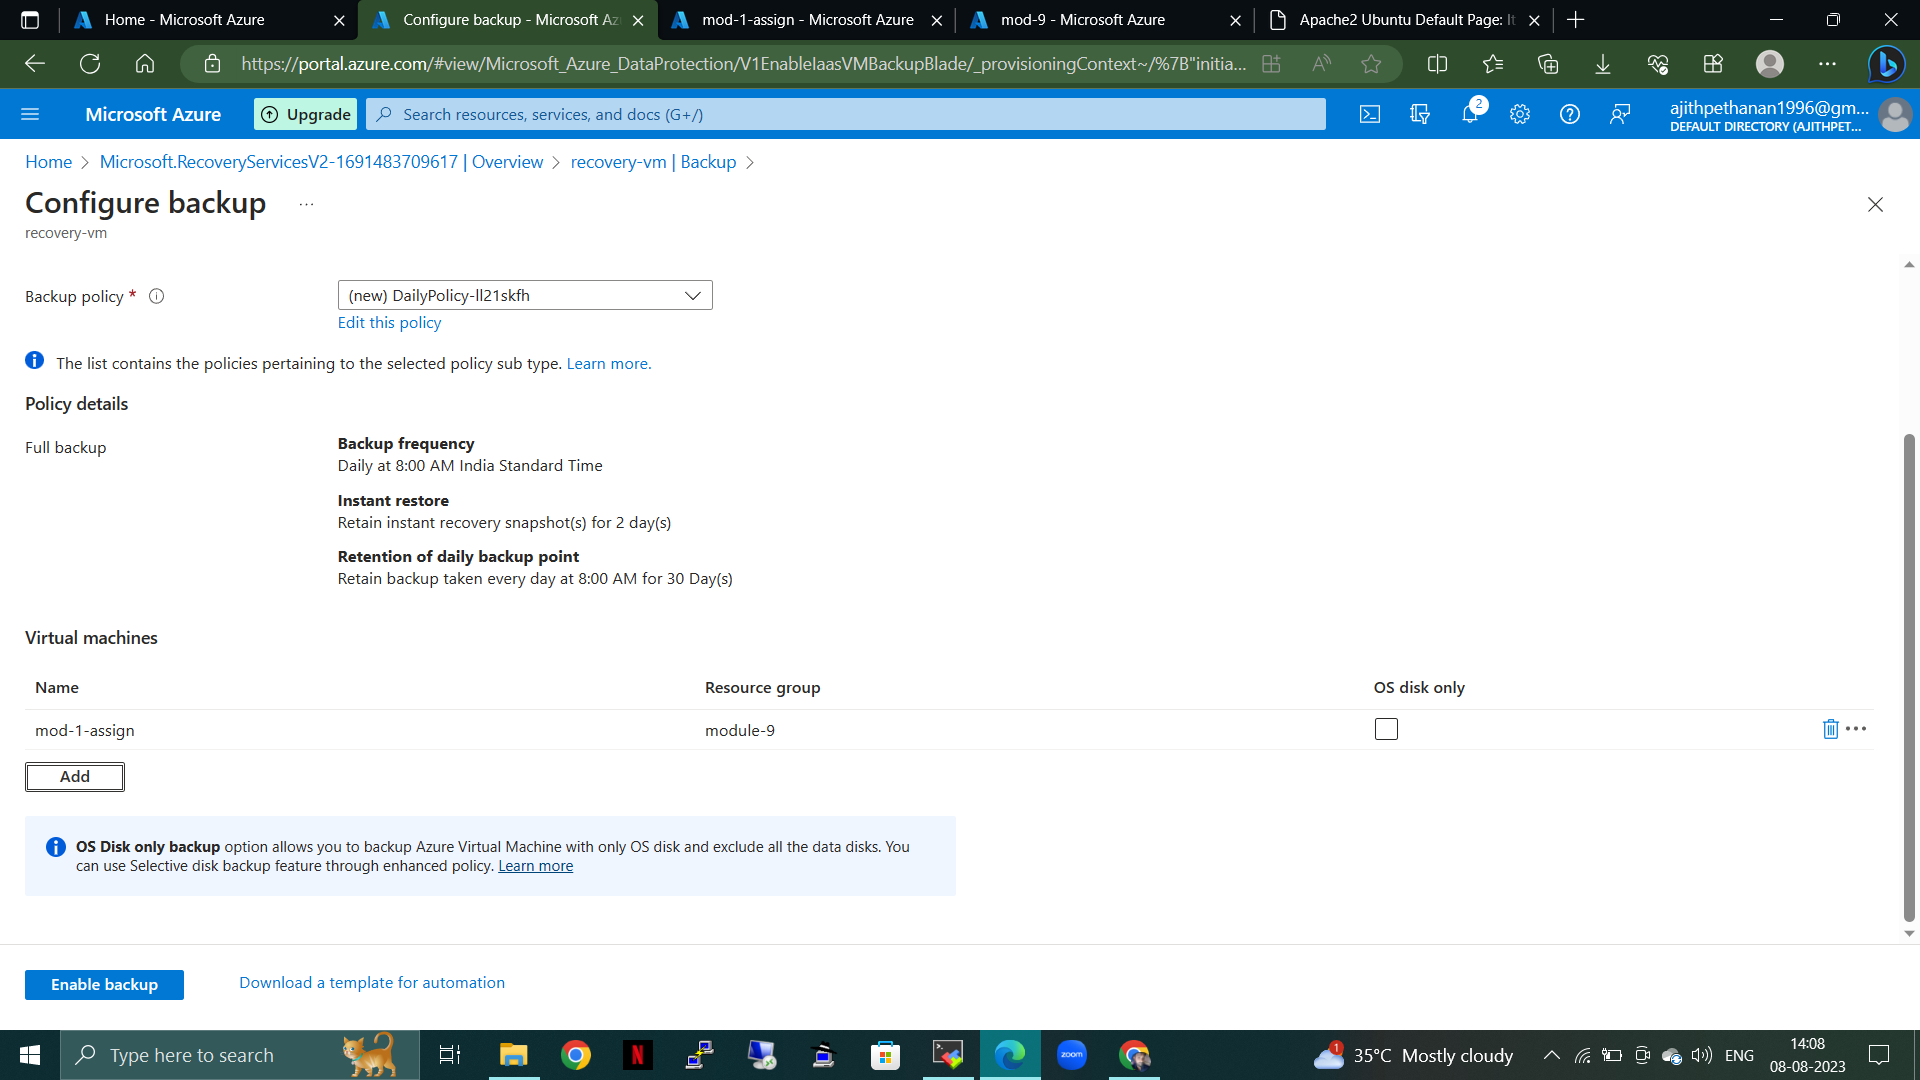 Home - Microsoft Azure
Configure backup - Microsoft Az
mod-1-assign - Microsoft Azure
mod-9 - Microsoft Azure
Apache2 Ubuntu Default Page: It
https://portal.azure.com/#view/Microsoft_Azure_DataProtection/V1EnableIaasVMBackupBlade/_provisioningContext~/%7B"initia...
Microsoft Azure
Upgrade
Search resources, services, and docs (G+/)
2
ajithpethanan1996@gm...
DEFAULT DIRECTORY (AJITHPET...
Home > Microsoft.RecoveryServicesV2-1691483709617 | Overview > recovery-vm | Backup >
Configure backup ...
recovery-vm
Backup policy *
(new) DailyPolicy-ll21skfh
Edit this policy
The list contains the policies pertaining to the selected policy sub type. Learn more.
Policy details
Full backup
Backup frequency
Daily at 8:00 AM India Standard Time
Instant restore
Retain instant recovery snapshot(s) for 2 day(s)
Retention of daily backup point
Retain backup taken every day at 8:00 AM for 30 Day(s)
Virtual machines
Name Resource group OS disk only
mod-1-assign module-9
Add
OS Disk only backup option allows you to backup Azure Virtual Machine with only OS disk and exclude all the data disks. You
can use Selective disk backup feature through enhanced policy. Learn more
Enable backup
Download a template for automation
Type here to search
N
zoom
1
35°C Mostly cloudy
ENG
14:08
08-08-2023